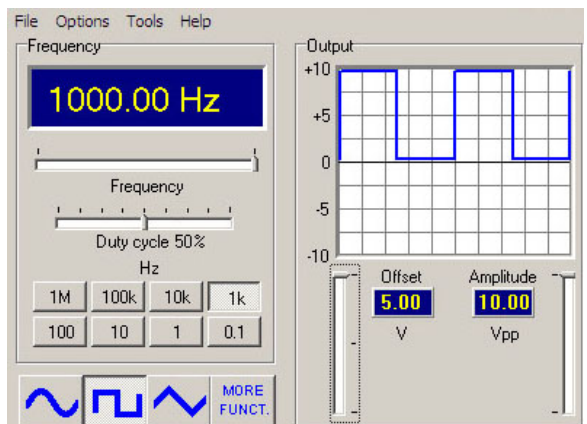 File Options Tools Help
Frequency
1000.00 Hz
Frequency
Duty cycle 50%
Hz
1M 100k 10k 1k
100 10 1 0.1
MORE
FUNCT.
Output
+10
+5
0
-5
-10
Offset Amplitude
5.00 10.00
V Vpp